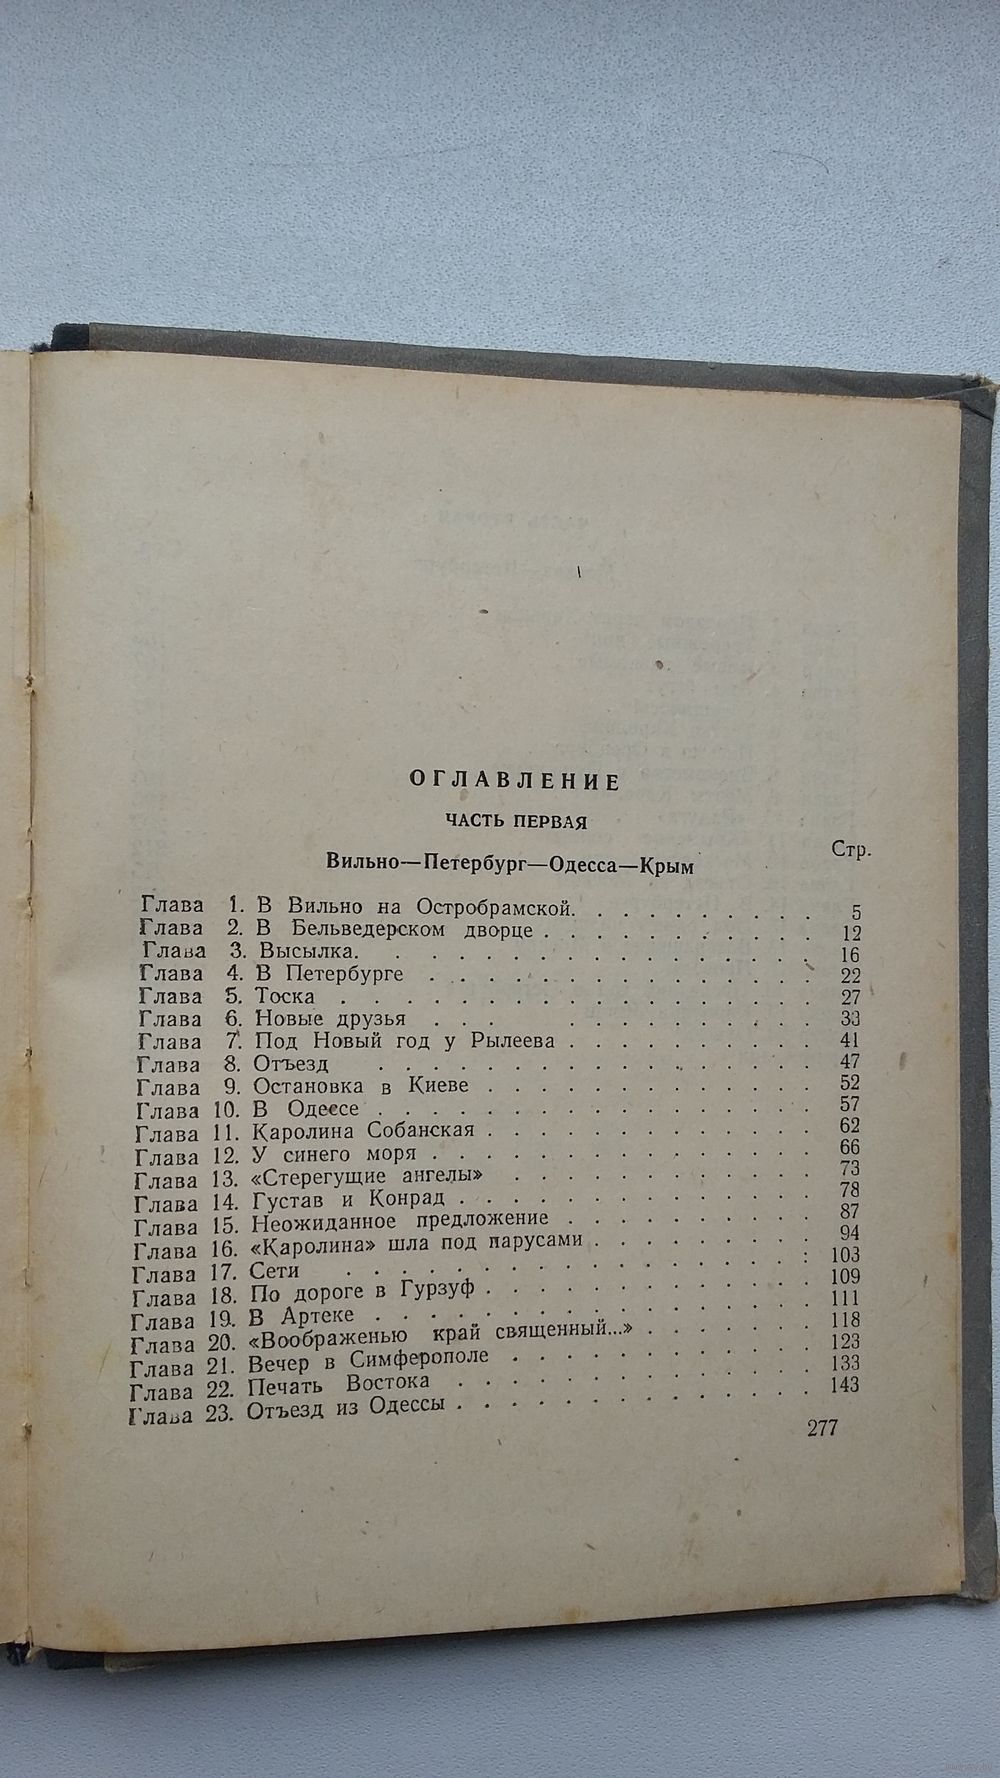 ОГЛАВЛЕНИЕ
ЧАСТЬ ПЕРВАЯ
Вильно—Петербург—Одесса—Крым
Стр.
Глава 1. В Вильно на Остробрамской. . . . . . . . . . 5
Глава 2. В Бельведерском дворце . . . . . . . . . . . 12
Глава 3. Высылка. . . . . . . . . . . . . . . . 16
Глава 4. В Петербурге . . . . . . . . . . . . . . 22
Глава 5. Тоска . . . . . . . . . . . . . . . . . 27
Глава 6. Новые друзья . . . . . . . . . . . . . 33
Глава 7. Под Новый год у Рылеева . . . . . . . . . . 41
Глава 8. Отъезд . . . . . . . . . . . . . . . . 47
Глава 9. Остановка в Киеве . . . . . . . . . . . . . 52
Глава 10. В Одессе . . . . . . . . . . . . . . . . 57
Глава 11. Каролина Собанская . . . . . . . . . . . . . 62
Глава 12. У синего моря . . . . . . . . . . . . . . 66
Глава 13. «Стерегущие ангелы» . . . . . . . . . . . . 73
Глава 14. Густав и Конрад . . . . . . . . . . . . . . 78
Глава 15. Неожиданное предложение . . . . . . . . . . 87
Глава 16. «Каролина» шла под парусами . . . . . . . . . 94
Глава 17. Сети . . . . . . . . . . . . . . . . . 103
Глава 18. По дороге в Гурзуф . . . . . . . . . . . . . 109
Глава 19. В Артеке . . . . . . . . . . . . . . . . 111
Глава 20. «Воображенью край священный...» . . . . . . . 118
Глава 21. Вечер в Симферополе . . . . . . . . . . . . 123
Глава 22. Печать Востока . . . . . . . . . . . . . . 133
Глава 23. Отъезд из Одессы . . . . . . . . . . . . . . 143
277